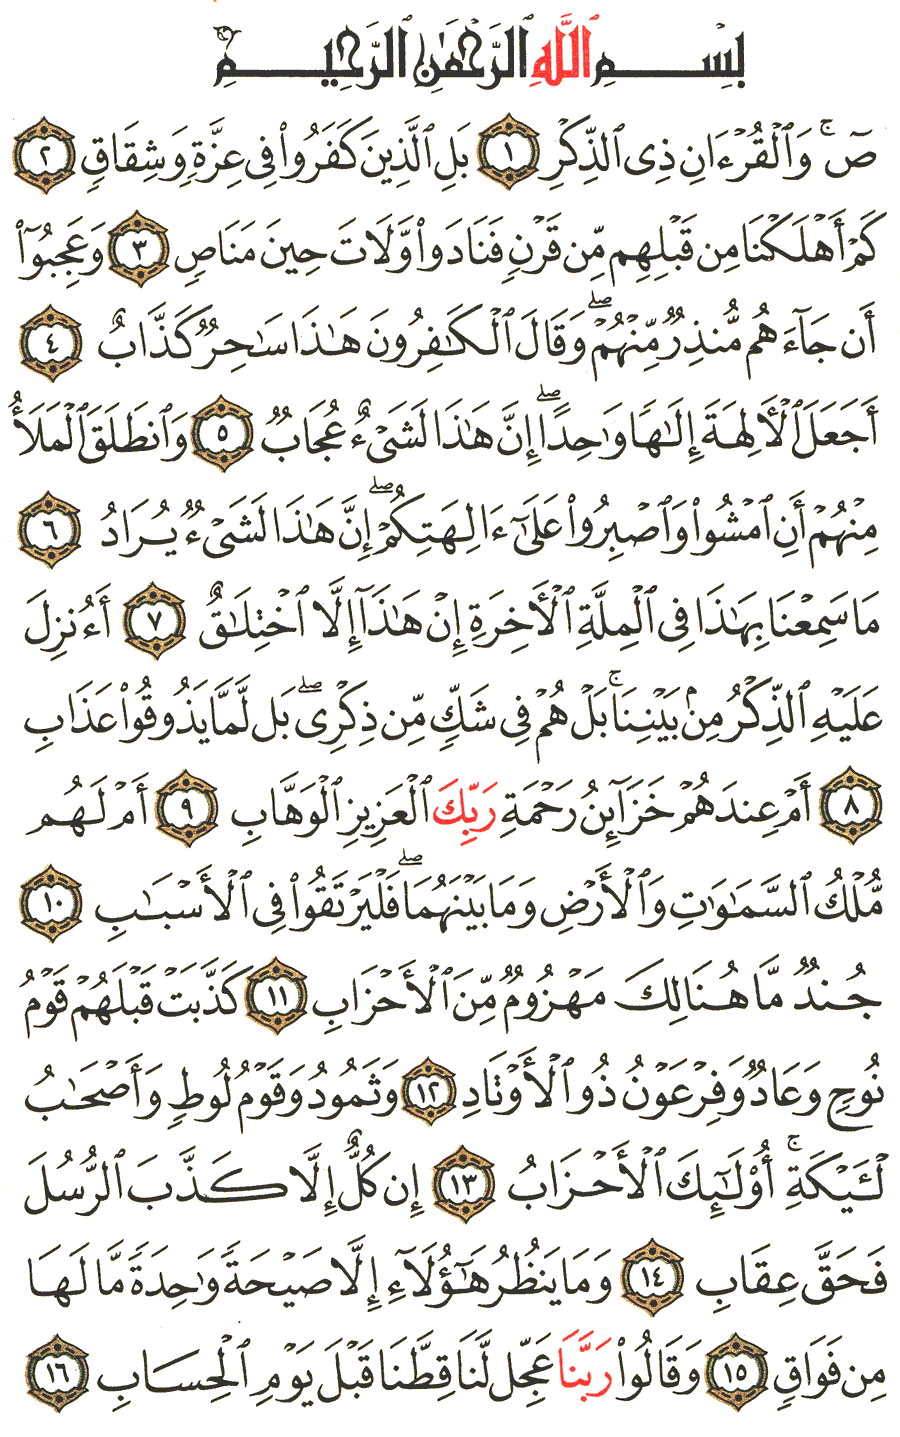 بِسْمِ ٱللَّهِ ٱلرَّحْمَٰنِ ٱلرَّحِيمِ
صٓ ۚ وَٱلْقُرْءَانِ ذِى ٱلذِّكْرِ ١ بَلِ ٱلَّذِينَ كَفَرُوا۟ فِى عِزَّةٍ وَشِقَاقٍ ٢
كَمْ أَهْلَكْنَا مِن قَبْلِهِم مِّن قَرْنٍ فَنَادَوا۟ وَّلَاتَ حِينَ مَنَاصٍ ٣ وَعَجِبُوٓا۟
أَن جَآءَهُم مُّنذِرٌ مِّنْهُمْ ۖ وَقَالَ ٱلْكَٰفِرُونَ هَٰذَا سَٰحِرٌ كَذَّابٌ ٤
أَجَعَلَ ٱلْأَلِهَةَ إِلَٰهًا وَٰحِدًا ۖ إِنَّ هَٰذَا لَشَىْءٌ عُجَابٌ ٥ وَٱنطَلَقَ ٱلْمَلَأُ
مِنْهُمْ أَنِ ٱمْشُوا۟ وَٱصْبِرُوا۟ عَلَىٰٓ ءَالِهَتِكُمْ ۖ إِنَّ هَٰذَا لَشَىْءٌ يُرَادُ ٦
مَا سَمِعْنَا بِهَٰذَا فِى ٱلْمِلَّةِ ٱلْأَخِرَةِ إِنْ هَٰذَآ إِلَّا ٱخْتِلَٰقٌ ٧ أَءُنزِلَ
عَلَيْهِ ٱلذِّكْرُ مِنۢ بَيْنِنَا ۚ بَلْ هُمْ فِى شَكٍّ مِّن ذِكْرِى ۖ بَل لَّمَّا يَذُوقُوا۟ عَذَابِ
٨ أَمْ عِندَهُمْ خَزَآئِنُ رَحْمَةِ رَبِّكَ ٱلْعَزِيزِ ٱلْوَهَّابِ ٩ أَمْ لَهُم
مُّلْكُ ٱلسَّمَٰوَٰتِ وَٱلْأَرْضِ وَمَا بَيْنَهُمَا ۖ فَلْيَرْتَقُوا۟ فِى ٱلْأَسْبَٰبِ ١٠
جُندٌ مَّا هُنَالِكَ مَهْزُومٌ مِّنَ ٱلْأَحْزَابِ ١١ كَذَّبَتْ قَبْلَهُمْ قَوْمُ
نُوحٍ وَعَادٌ وَفِرْعَوْنُ ذُو ٱلْأَوْتَادِ ١٢ وَثَمُودُ وَقَوْمُ لُوطٍ وَأَصْحَٰبُ
لْـَٔيْكَةِ ۚ أُو۟لَٰٓئِكَ ٱلْأَحْزَابُ ١٣ إِن كُلٌّ إِلَّا كَذَّبَ ٱلرُّسُلَ
فَحَقَّ عِقَابِ ١٤ وَمَا يَنظُرُ هَٰٓؤُلَآءِ إِلَّا صَيْحَةً وَٰحِدَةً مَّا لَهَا
مِن فَوَاقٍ ١٥ وَقَالُوا۟ رَبَّنَا عَجِّل لَّنَا قِطَّنَا قَبْلَ يَوْمِ ٱلْحِسَابِ ١٦